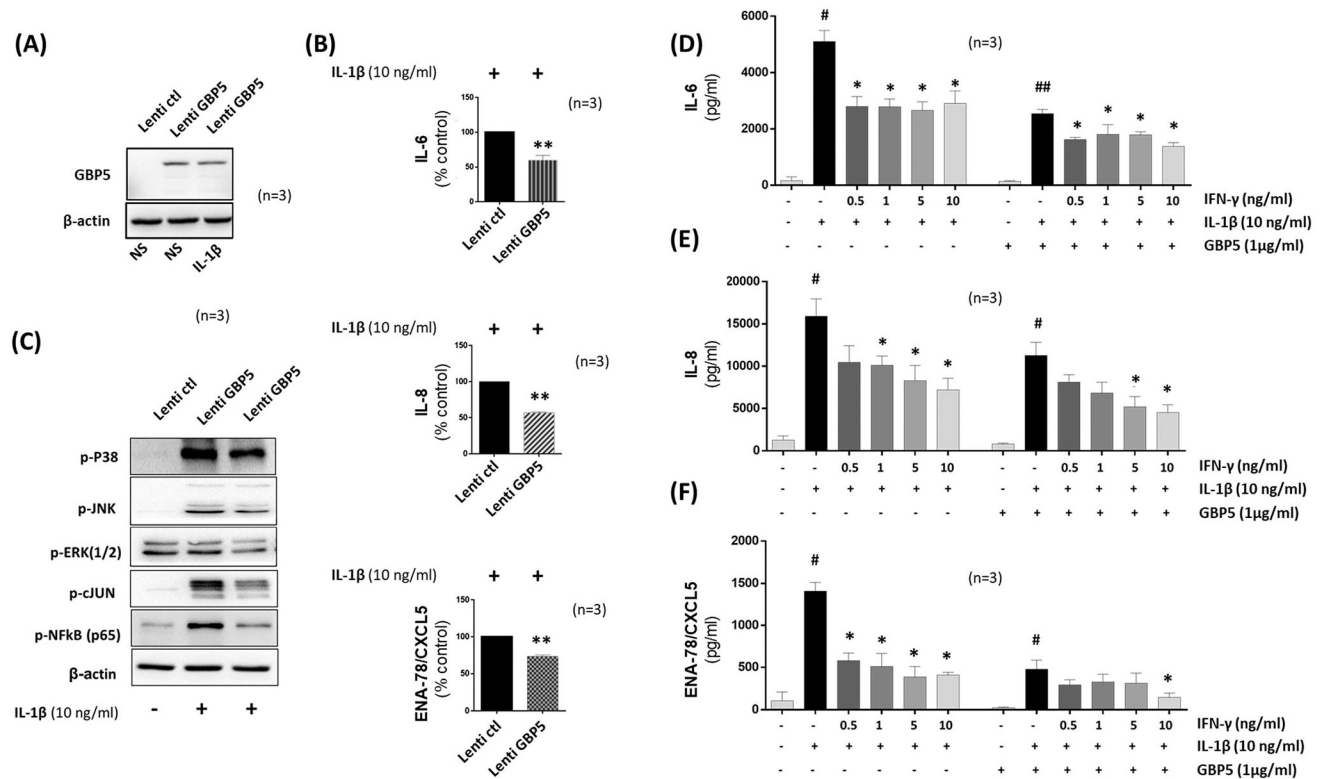 (A)
Lenti ctl
Lenti GBP5
Lenti GBP5
GBP5
(n=3)
β-actin
NS
NS
IL-1β
(B)
IL-1β (10 ng/ml)
+ +
(n=3)
IL-6
(% control)
150
100
50
0
**
Lenti ctl
Lenti GBP5
IL-1β (10 ng/ml)
+ +
(n=3)
IL-8
(% control)
150
100
50
0
**
Lenti ctl
Lenti GBP5
IL-1β (10 ng/ml)
+ +
(n=3)
ENA-78/CXCL5
(% control)
150
100
50
0
**
Lenti ctl
Lenti GBP5
(n=3)
(C)
Lenti ctl
Lenti GBP5
Lenti GBP5
p-P38
p-JNK
p-ERK(1/2)
p-cJUN
p-NFkB (p65)
β-actin
IL-1β (10 ng/ml) - + +
(D)
(n=3)
IL-6
(pg/ml)
6000
4000
2000
0
# * * * * ## * * * *
- - 0.5 1 5 10 - - 0.5 1 5 10 IFN-γ (ng/ml)
- + + + + + - + + + + + IL-1β (10 ng/ml)
- - - - - - + + + + + + GBP5 (1µg/ml)
(E)
(n=3)
IL-8
(pg/ml)
20000
15000
10000
5000
0
# * * * # * *
- - 0.5 1 5 10 - - 0.5 1 5 10 IFN-γ (ng/ml)
- + + + + + - + + + + + IL-1β (10 ng/ml)
- - - - - - + + + + + + GBP5 (1µg/ml)
(F)
(n=3)
ENA-78/CXCL5
(pg/ml)
2000
1500
1000
500
0
# * * * * # *
- - 0.5 1 5 10 - - 0.5 1 5 10 IFN-γ (ng/ml)
- + + + + + - + + + + + IL-1β (10 ng/ml)
- - - - - - + + + + + + GBP5 (1µg/ml)